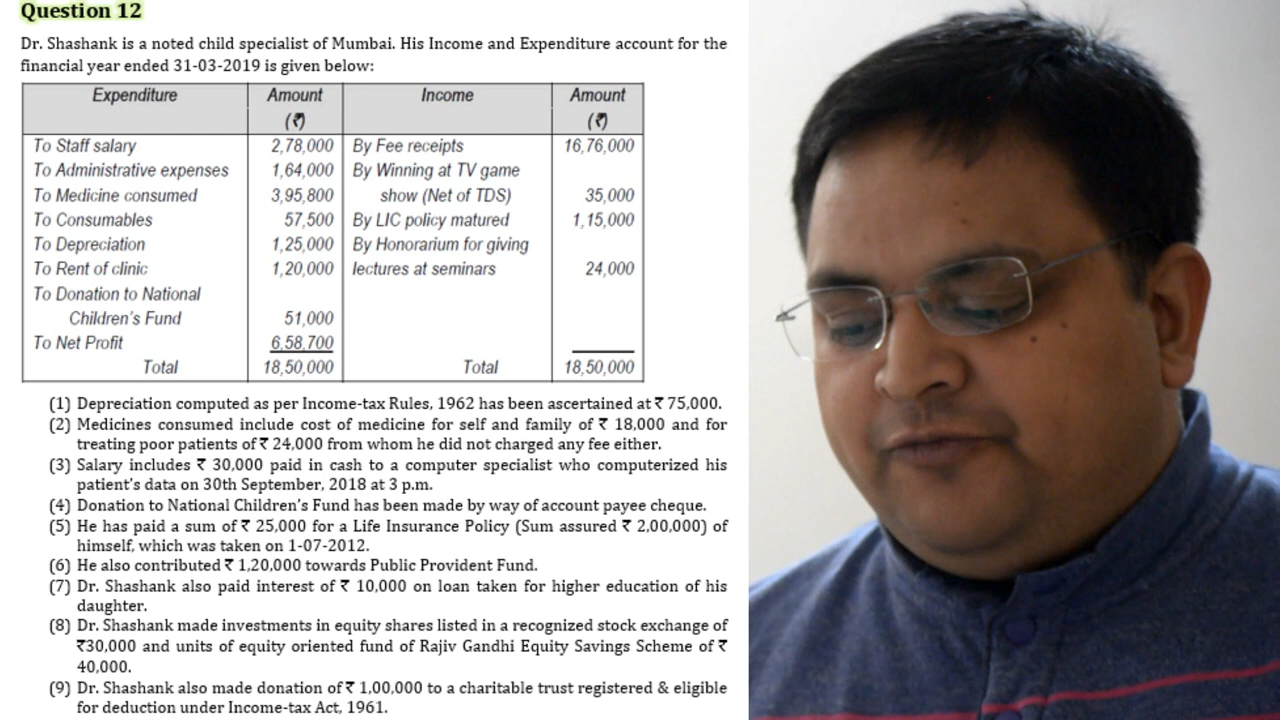 Question 12
Dr. Shashank is a noted child specialist of Mumbai. His Income and Expenditure account for the
financial year ended 31-03-2019 is given below:
Expenditure Amount Income Amount
(₹) (₹)
To Staff salary 2,78,000 By Fee receipts 16,76,000
To Administrative expenses 1,64,000 By Winning at TV game
To Medicine consumed 3,95,800 show (Net of TDS) 35,000
To Consumables 57,500 By LIC policy matured 1,15,000
To Depreciation 1,25,000 By Honorarium for giving
To Rent of clinic 1,20,000 lectures at seminars 24,000
To Donation to National
Children's Fund 51,000
To Net Profit 6,58,700
Total 18,50,000 Total 18,50,000
(1) Depreciation computed as per Income-tax Rules, 1962 has been ascertained at ₹ 75,000.
(2) Medicines consumed include cost of medicine for self and family of ₹ 18,000 and for
treating poor patients of ₹ 24,000 from whom he did not charged any fee either.
(3) Salary includes ₹ 30,000 paid in cash to a computer specialist who computerized his
patient's data on 30th September, 2018 at 3 p.m.
(4) Donation to National Children's Fund has been made by way of account payee cheque.
(5) He has paid a sum of ₹ 25,000 for a Life Insurance Policy (Sum assured ₹ 2,00,000) of
himself, which was taken on 1-07-2012.
(6) He also contributed ₹ 1,20,000 towards Public Provident Fund.
(7) Dr. Shashank also paid interest of ₹ 10,000 on loan taken for higher education of his
daughter.
(8) Dr. Shashank made investments in equity shares listed in a recognized stock exchange of
₹30,000 and units of equity oriented fund of Rajiv Gandhi Equity Savings Scheme of ₹
40,000.
(9) Dr. Shashank also made donation of ₹ 1,00,000 to a charitable trust registered & eligible
for deduction under Income-tax Act, 1961.